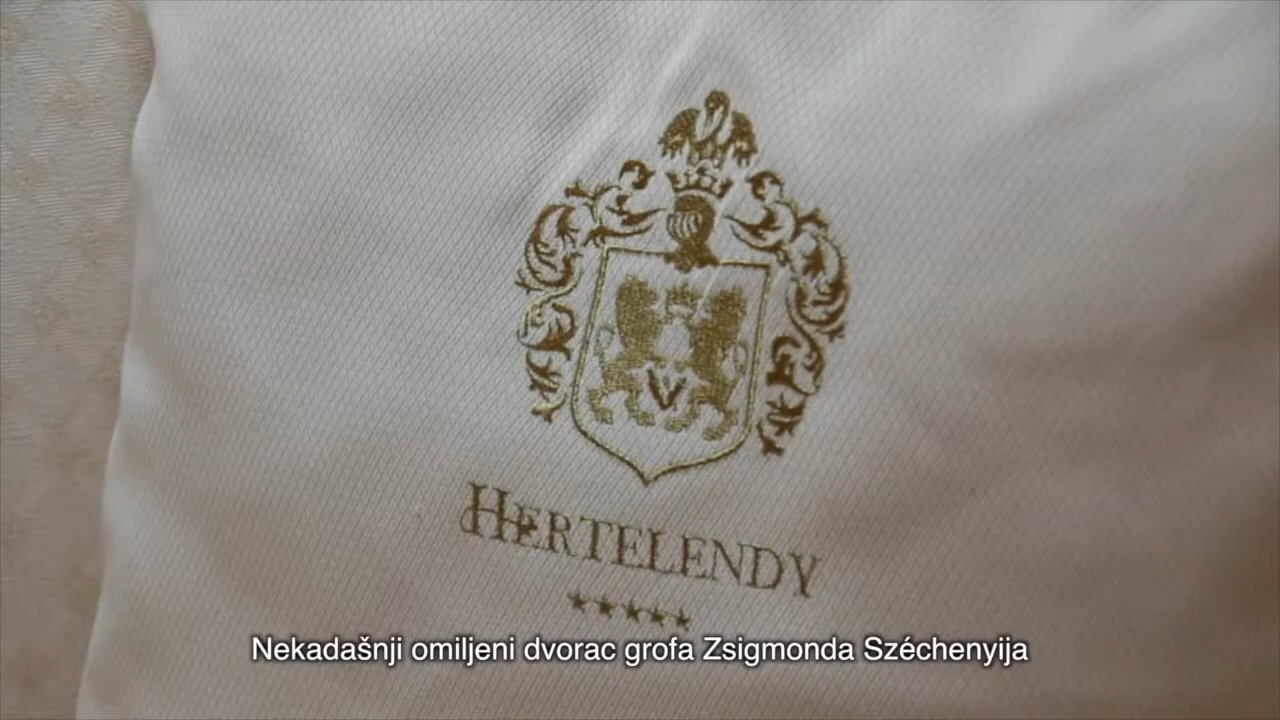 HERTELENDY
★★★★★
Nekadašnji omiljeni dvorac grofa Zsigmonda Széchenyija